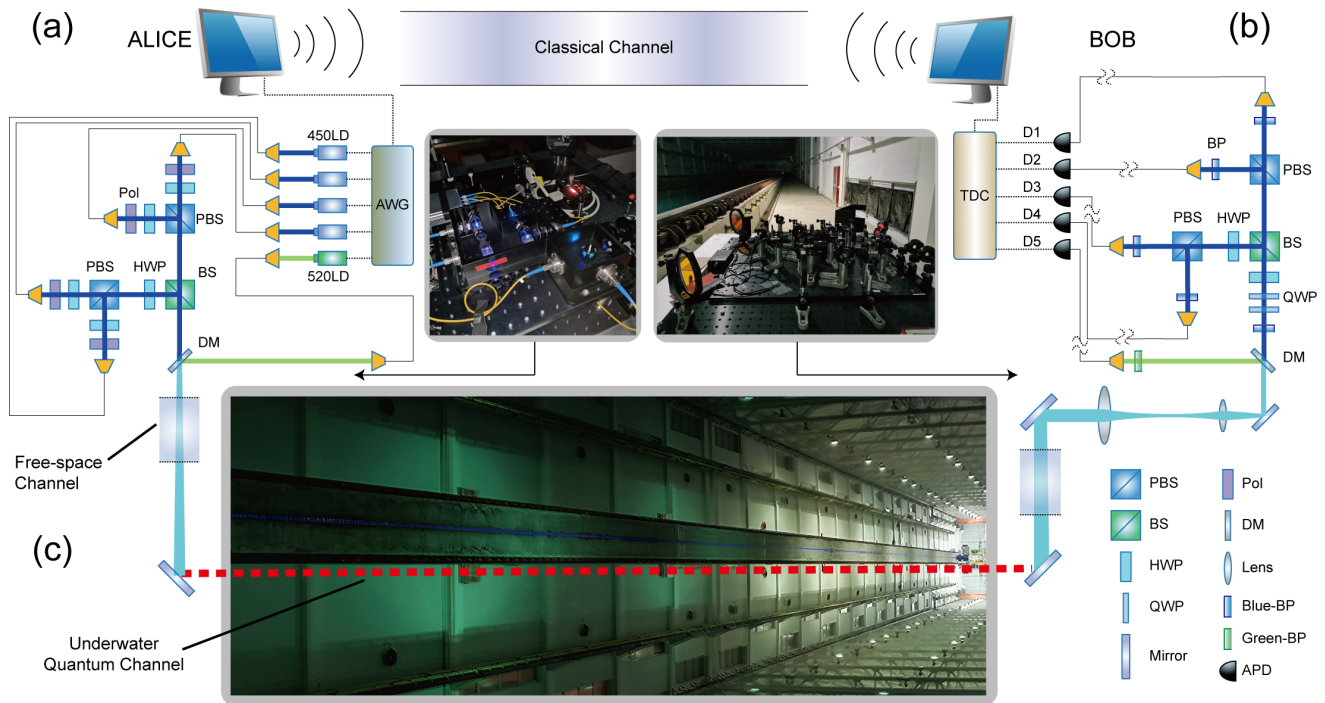 (a)
ALICE
Classical Channel
BOB
(b)
450LD
AWG
520LD
Pol
PBS
PBS
HWP
BS
DM
Free-space
Channel
D1
D2
D3
D4
D5
TDC
BP
PBS
PBS
HWP
BS
QWP
DM
(c)
Underwater
Quantum Channel
PBS
Pol
BS
DM
HWP
Lens
QWP
Blue-BP
Mirror
Green-BP
APD